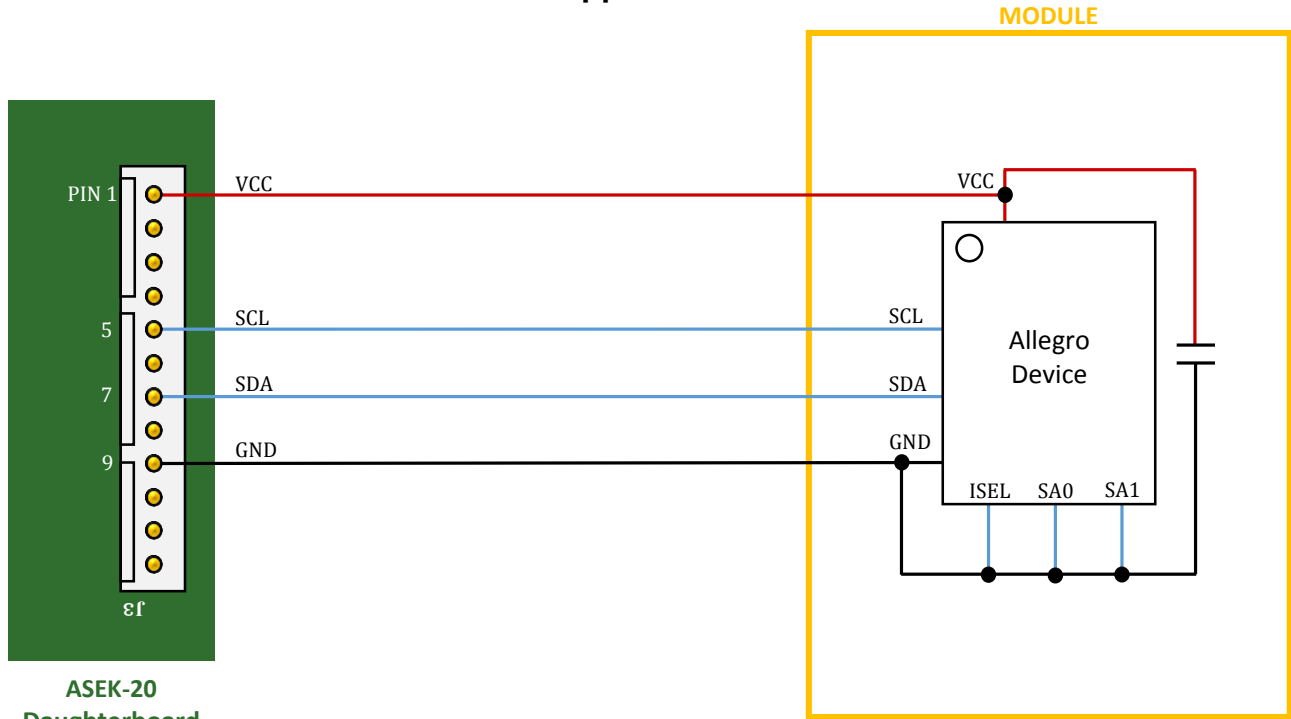 MODULE
PIN 1
VCC
VCC
5
SCL
SCL
Allegro
Device
7
SDA
SDA
9
GND
GND
ISEL SA0 SA1
J3
ASEK-20
Daughterboard